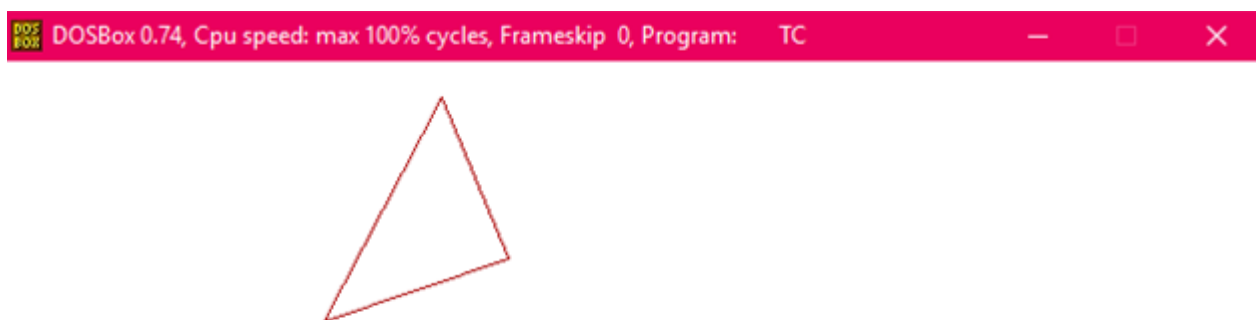 DOS
BOX
DOSBox 0.74, Cpu speed: max 100% cycles, Frameskip 0, Program: TC